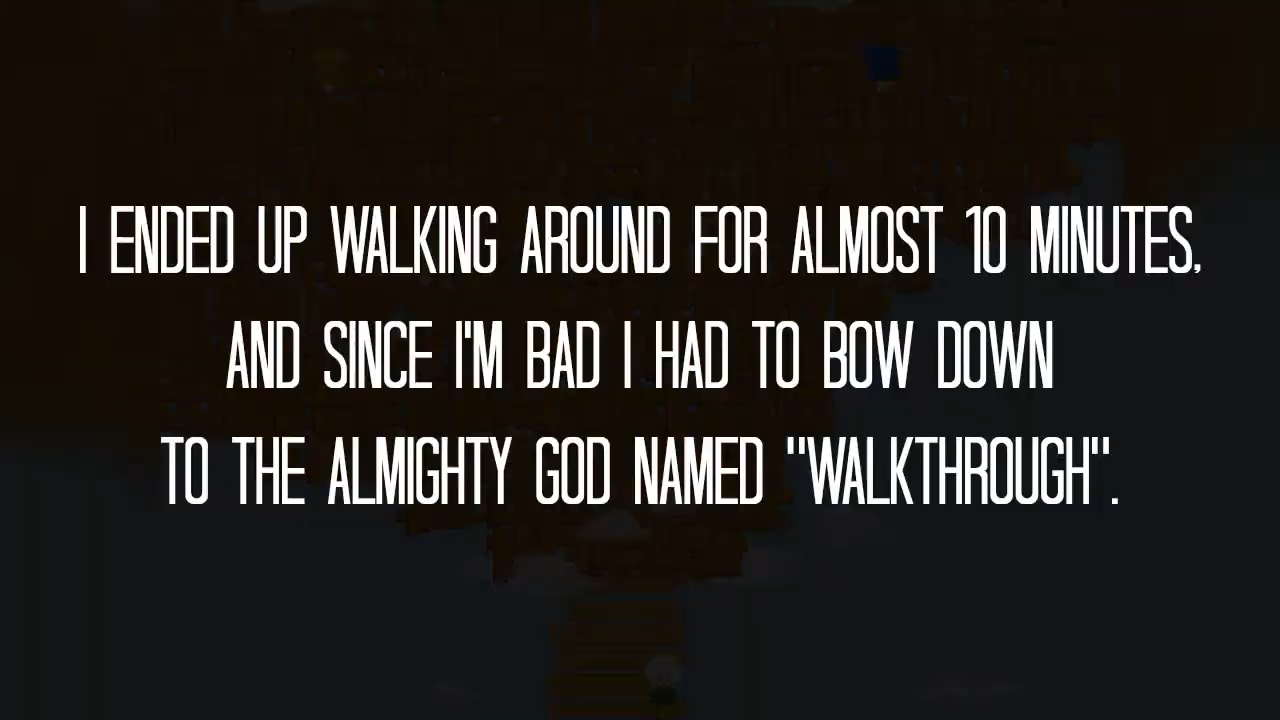 I ENDED UP WALKING AROUND FOR ALMOST 10 MINUTES,
AND SINCE I'M BAD I HAD TO BOW DOWN
TO THE ALMIGHTY GOD NAMED "WALKTHROUGH".